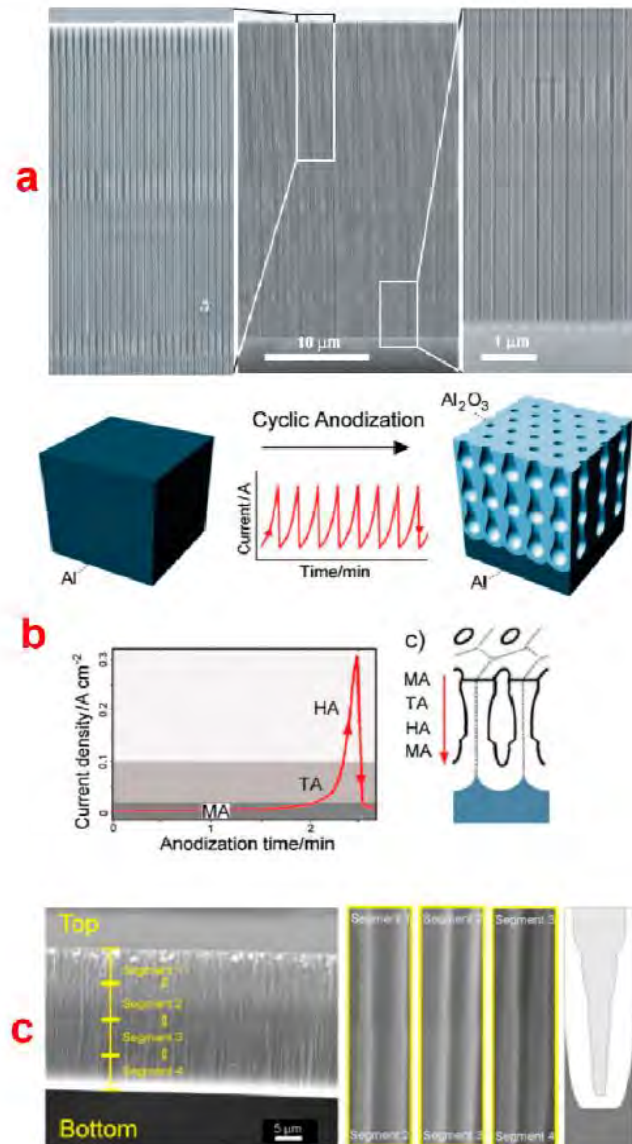 a
10 μm
1 μm
Cyclic Anodization
Al₂O₃
Current/A
Time/min
Al
Al
b
Current density/A cm⁻²
0.3
0.2
0.1
0
HA
TA
MA
0
1
2
Anodization time/min
c)
MA
TA
HA
MA
c
Top
Segment 1
Segment 2
Segment 3
Segment 4
Bottom
5 μm
Segment 1
Segment 2
Segment 3
Segment 2
Segment 3
Segment 4